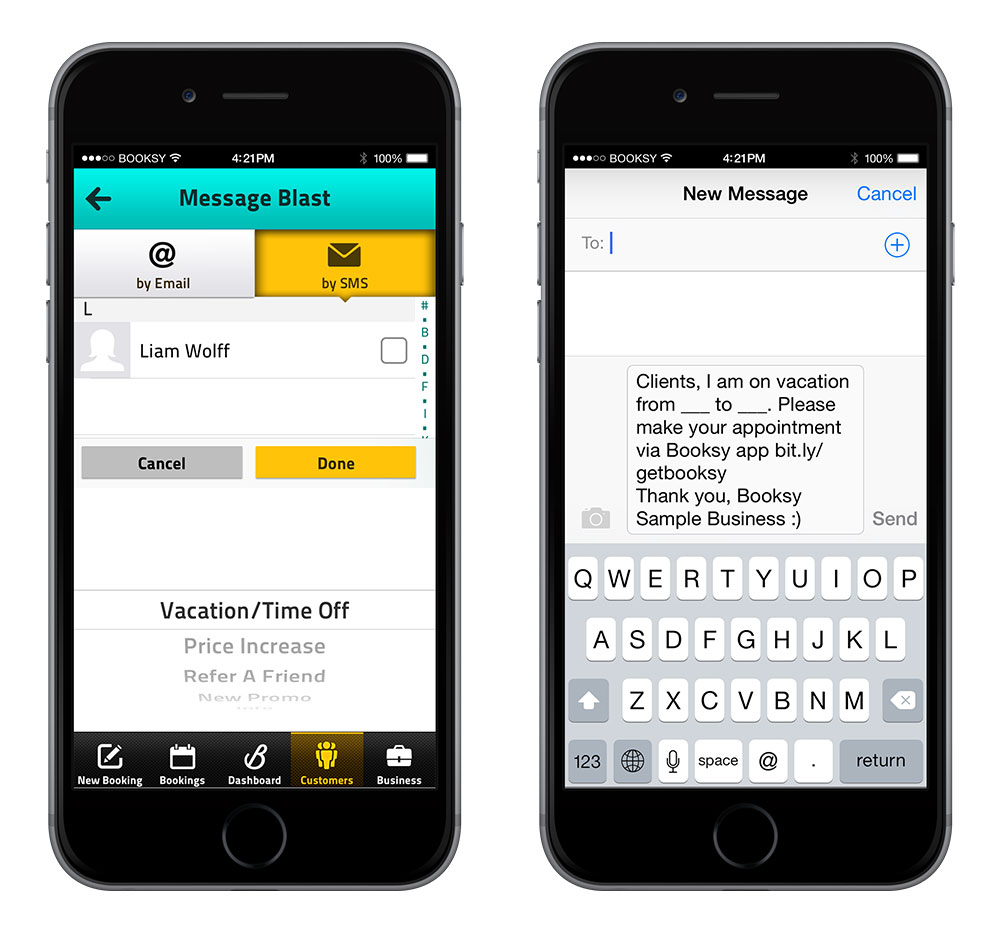 BOOKSY 4:21PM 100%
Message Blast
@
by Email by SMS
L
#
B
Liam Wolff
D
F
I
K
Cancel Done
Vacation/Time Off
Price Increase
Refer A Friend
New Promo
New Booking Bookings Dashboard Customers Business
BOOKSY 4:21PM 100%
New Message Cancel
To:
Clients, I am on vacation
from ___ to ___. Please
make your appointment
via Booksy app bit.ly/
getbooksy
Thank you, Booksy
Sample Business :)
Send
Q W E R T Y U I O P
A S D F G H J K L
Z X C V B N M
123 space @ . return